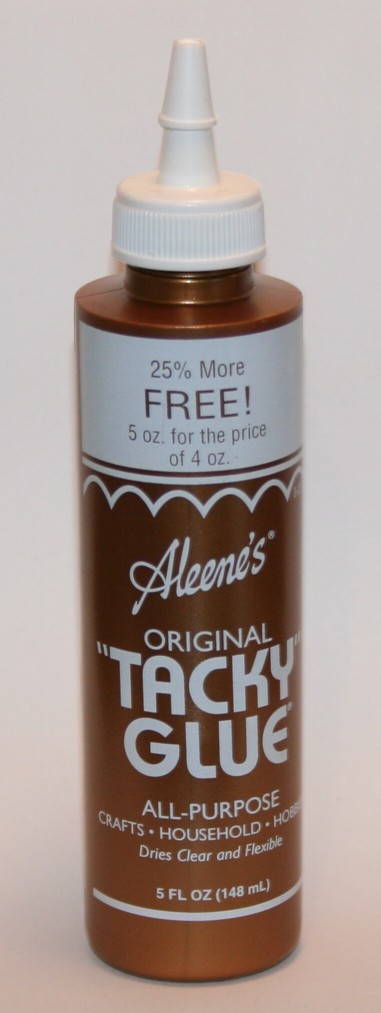 25% More
FREE!
5 oz. for the price
of 4 oz.
Aleene's®
ORIGINAL
"TACKY"
GLUE®
ALL-PURPOSE
CRAFTS • HOUSEHOLD •
Dries Clear and Flexible
5 FL OZ (148 mL)